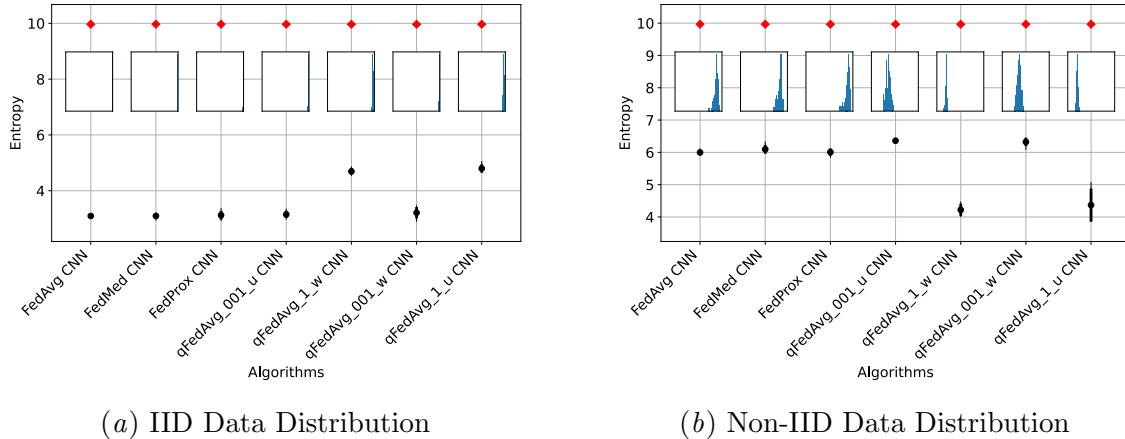 10
8
6
4
Entropy
FedAvg CNN
FedMed CNN
FedProx CNN
qFedAvg_001_u CNN
qFedAvg_1_w CNN
qFedAvg_001_w CNN
qFedAvg_1_u CNN
Algorithms
(a) IID Data Distribution
10
9
8
7
6
5
4
Entropy
FedAvg CNN
FedMed CNN
FedProx CNN
qFedAvg_001_u CNN
qFedAvg_1_w CNN
qFedAvg_001_w CNN
qFedAvg_1_u CNN
Algorithms
(b) Non-IID Data Distribution